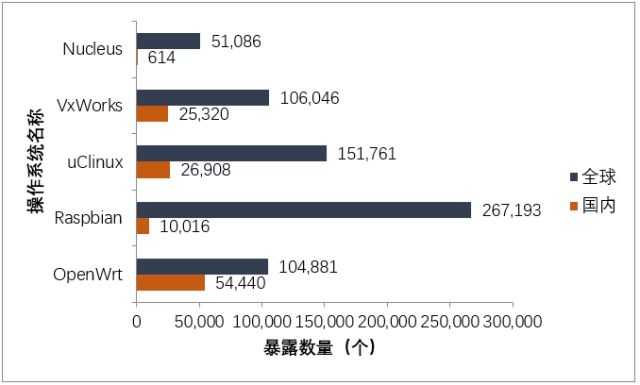 操作系统名称
Nucleus
51,086
614
VxWorks
106,046
25,320
uClinux
151,761
26,908
Raspbian
267,193
10,016
OpenWrt
104,881
54,440
全球
国内
0 50,000 100,000 150,000 200,000 250,000 300,000
暴露数量（个）